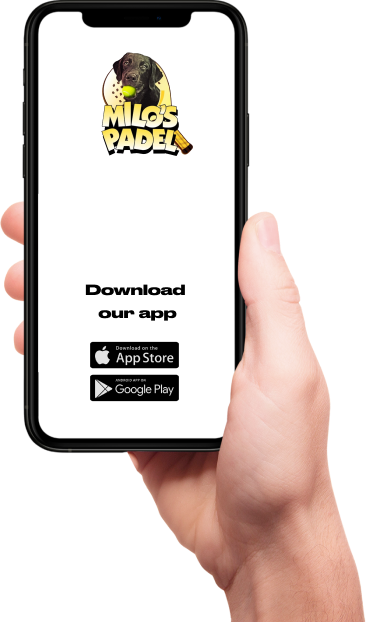 MILO'S
PADEL
Download
our app
Download on the
App Store
ANDROID APP ON
Google Play